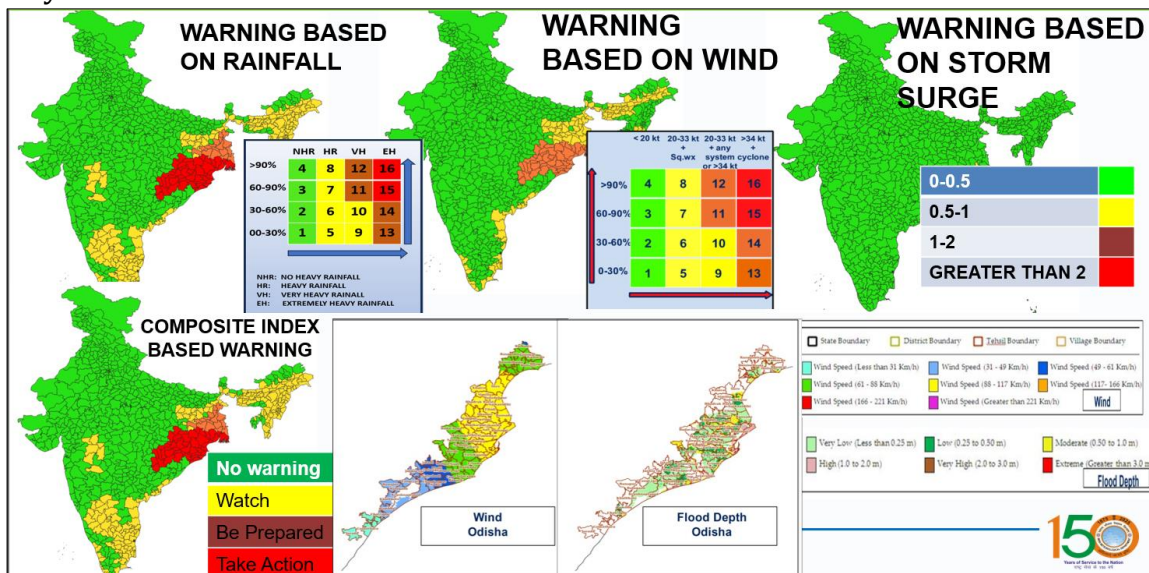 WARNING BASED
ON RAINFALL
NHR HR VH EH
>90% 4 8 12 16
60-90% 3 7 11 15
30-60% 2 6 10 14
00-30% 1 5 9 13
NHR: NO HEAVY RAINFALL
HR: HEAVY RAINFALL
VH: VERY HEAVY RAINALL
EH: EXTREMELY HEAVY RAINFALL
WARNING
BASED ON WIND
< 20 kt 20-33 kt 20-33 kt >34 kt
+ + any +
Sq.wx system cyclone
or >34 kt
>90% 4 8 12 16
60-90% 3 7 11 15
30-60% 2 6 10 14
0-30% 1 5 9 13
WARNING BASED
ON STORM
SURGE
0-0.5
0.5-1
1-2
GREATER THAN 2
COMPOSITE INDEX
BASED WARNING
No warning
Watch
Be Prepared
Take Action
Wind
Odisha
Flood Depth
Odisha
State Boundary District Boundary Tehsil Boundary Village Boundary
Wind Speed (Less than 31 Km/h) Wind Speed (31 - 49 Km/h) Wind Speed (49 - 61 Km/h)
Wind Speed (61 - 88 Km/h) Wind Speed (88 - 117 Km/h) Wind Speed (117- 166 Km/h)
Wind Speed (166 - 221 Km/h) Wind Speed (Greater than 221 Km/h) Wind
Very Low (Less than 0.25 m) Low (0.25 to 0.50 m) Moderate (0.50 to 1.0 m)
High (1.0 to 2.0 m) Very High (2.0 to 3.0 m) Extreme (Greater than 3.0 m
Flood Depth
150
Years of Service to the Nation